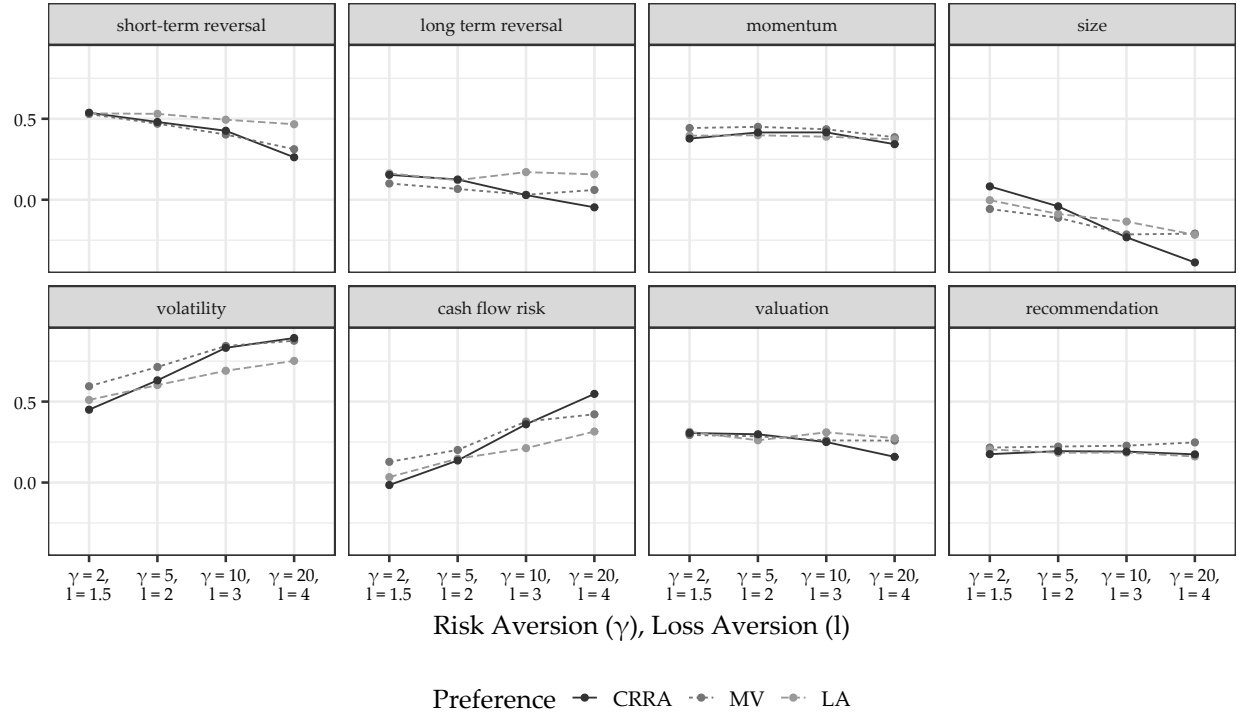 short-term reversal
long term reversal
momentum
size
0.5
0.0
volatility
cash flow risk
valuation
recommendation
0.5
0.0
γ = 2,
l = 1.5
γ = 5,
l = 2
γ = 10,
l = 3
γ = 20,
l = 4
γ = 2,
l = 1.5
γ = 5,
l = 2
γ = 10,
l = 3
γ = 20,
l = 4
γ = 2,
l = 1.5
γ = 5,
l = 2
γ = 10,
l = 3
γ = 20,
l = 4
γ = 2,
l = 1.5
γ = 5,
l = 2
γ = 10,
l = 3
γ = 20,
l = 4
Risk Aversion (γ), Loss Aversion (l)
Preference CRRA MV LA